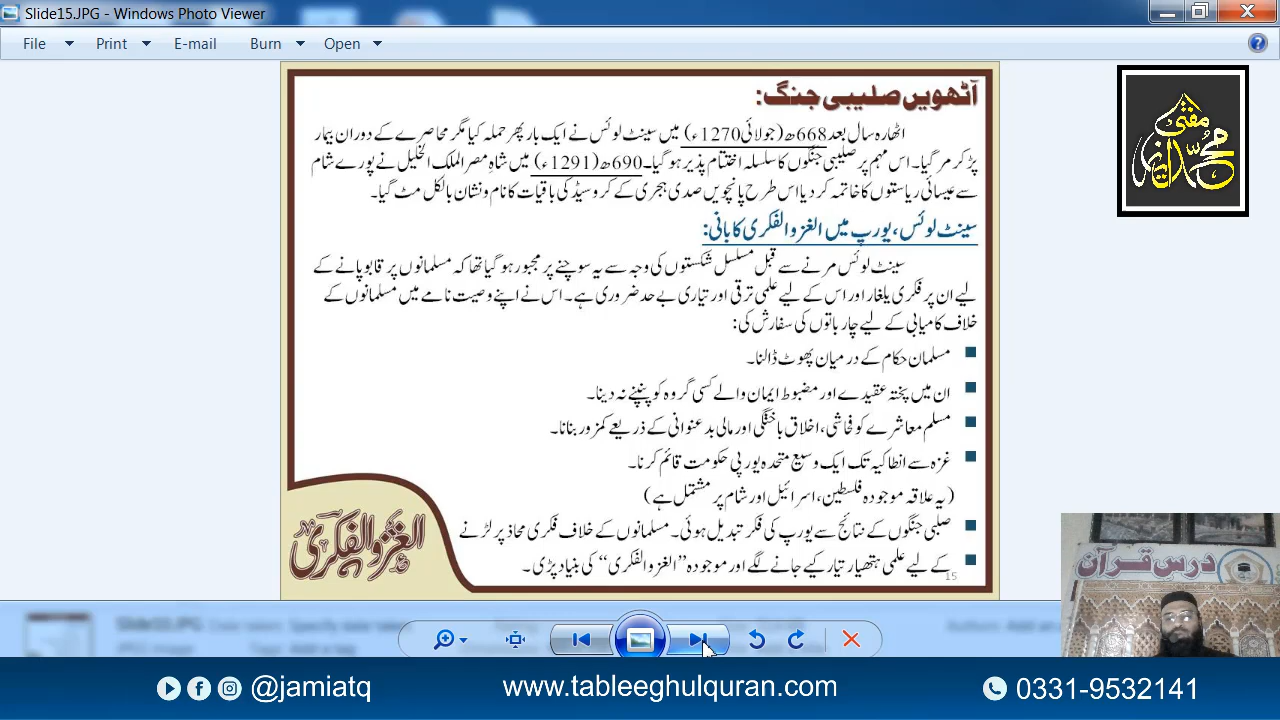 Slide15.JPG - Windows Photo Viewer
File Print E-mail Burn Open
مفتی محمد ایوب
آٹھویں صلیبی جنگ:
اٹھارہ سال بعد 668ھ (جولائی 1270ء) میں سینٹ لوئس نے ایک بار پھر حملہ کیا مگر محاصرے کے دوران بیمار
پڑ کر مر گیا۔ اس مہم پر صلیبی جنگوں کا سلسلہ اختتام پذیر ہو گیا۔ 690ھ (1291ء) میں شاہِ مصر الملک الخلیل نے پورے شام
سے عیسائی ریاستوں کا خاتمہ کر دیا اس طرح پانچویں صدی ہجری کے کروسیڈ کی باقیات کا نام و نشان بالکل مٹ گیا۔
سینٹ لوئس، یورپ میں الغزو الفکری کا بانی:
سینٹ لوئس مرنے سے قبل مسلسل شکستوں کی وجہ سے یہ سوچنے پر مجبور ہو گیا تھا کہ مسلمانوں پر قابو پانے کے
لیے ان پر فکری یلغار اور اس کے لیے علمی ترقی اور تیاری بے حد ضروری ہے۔ اس نے اپنے وصیت نامے میں مسلمانوں کے
خلاف کامیابی کے لیے چار باتوں کی سفارش کی:
مسلمان حکام کے درمیان پھوٹ ڈالنا۔
ان میں پختہ عقیدے اور مضبوط ایمان والے کسی گروہ کو پنپنے نہ دینا۔
مسلم معاشرے کو فحاشی، اخلاق باختگی اور مالی بدعنوانی کے ذریعے کمزور بنانا۔
غزہ سے انطاکیہ تک ایک وسیع متحدہ یورپی حکومت قائم کرنا۔
(یہ علاقہ موجودہ فلسطین، اسرائیل اور شام پر مشتمل ہے)
صلبی جنگوں کے نتائج سے یورپ کی فکر تبدیل ہوئی۔ مسلمانوں کے خلاف فکری محاذ پر لڑنے
کے لیے علمی ہتھیار تیار کیے جانے لگے اور موجودہ "الغزو الفکری" کی بنیاد پڑی۔
15
الغزو الفکری
درس قرآن
@jamiatq www.tableeghulquran.com 0331-9532141